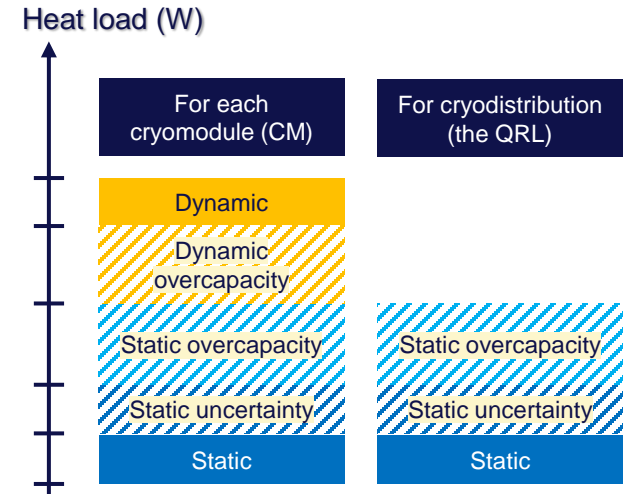 Heat load (W)
For each
cryomodule (CM)
For cryodistribution
(the QRL)
Dynamic
Dynamic
overcapacity
Static overcapacity
Static overcapacity
Static uncertainty
Static uncertainty
Static
Static